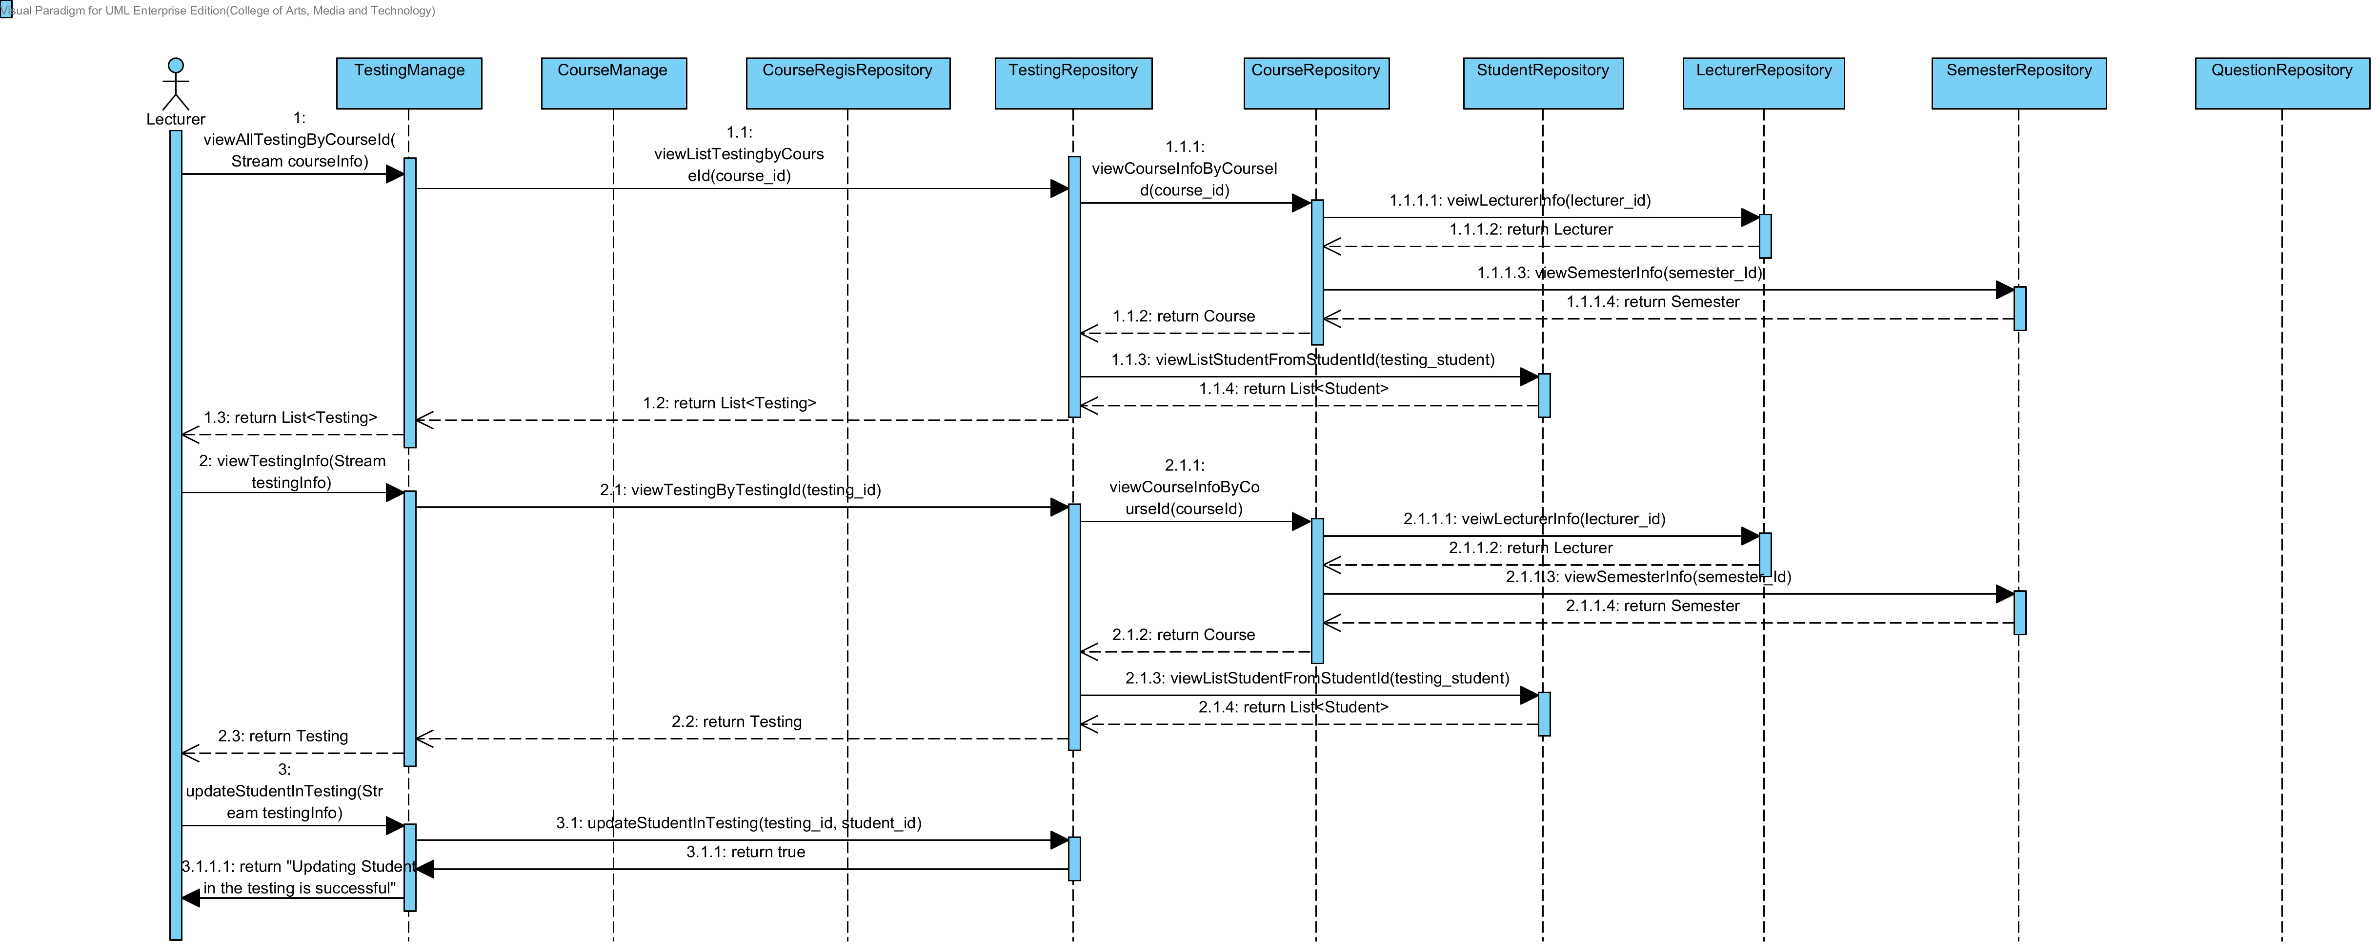 Visual Paradigm for UML Enterprise Edition(College of Arts, Media and Technology)
Lecturer
TestingManage
CourseManage
CourseRegisRepository
TestingRepository
CourseRepository
StudentRepository
LecturerRepository
SemesterRepository
QuestionRepository
1:
viewAllTestingByCourseId(
Stream courseInfo)
1.1:
viewListTestingbyCours
eId(course_id)
1.1.1:
viewCourseInfoByCourseI
d(course_id)
1.1.1.1: veiwLecturerInfo(lecturer_id)
1.1.1.2: return Lecturer
1.1.1.3: viewSemesterInfo(semester_Id)
1.1.1.4: return Semester
1.1.2: return Course
1.1.3: viewListStudentFromStudentId(testing_student)
1.1.4: return List<Student>
1.2: return List<Testing>
1.3: return List<Testing>
2: viewTestingInfo(Stream
testingInfo)
2.1: viewTestingByTestingId(testing_id)
2.1.1:
viewCourseInfoByCo
urseId(courseId)
2.1.1.1: veiwLecturerInfo(lecturer_id)
2.1.1.2: return Lecturer
2.1.1.3: viewSemesterInfo(semester_Id)
2.1.1.4: return Semester
2.1.2: return Course
2.1.3: viewListStudentFromStudentId(testing_student)
2.1.4: return List<Student>
2.2: return Testing
2.3: return Testing
3:
updateStudentInTesting(Str
eam testingInfo)
3.1: updateStudentInTesting(testing_id, student_id)
3.1.1: return true
3.1.1.1: return "Updating Student
in the testing is successful"